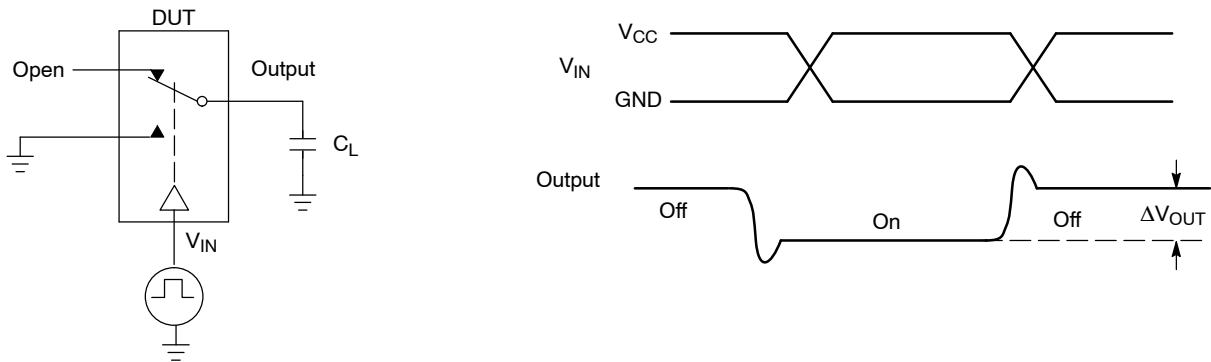 DUT
Open
Output
C_L
V_IN
V_CC
V_IN
GND
Output
Off
On
Off
ΔV_OUT